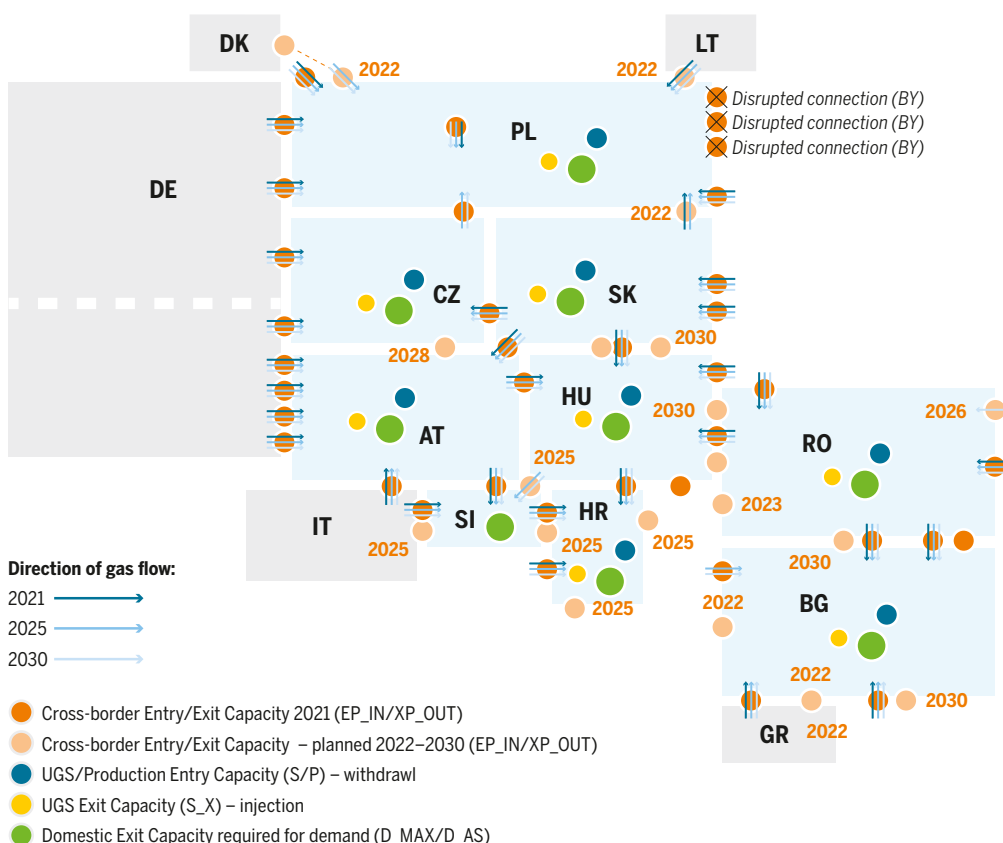 DK
LT
2022
2022
Disrupted connection (BY)
Disrupted connection (BY)
Disrupted connection (BY)
PL
DE
2022
CZ
SK
2028
2030
HU
2030
2026
AT
RO
2025
2023
IT
SI
HR
2025
2025
2025
2030
Direction of gas flow:
2021
2025
2030
2025
2022
BG
2022
2030
GR
2022
Cross-border Entry/Exit Capacity 2021 (EP_IN/XP_OUT)
Cross-border Entry/Exit Capacity – planned 2022–2030 (EP_IN/XP_OUT)
UGS/Production Entry Capacity (S/P) – withdrawl
UGS Exit Capacity (S_X) – injection
Domestic Exit Capacity required for demand (D_MAX/D_AS)